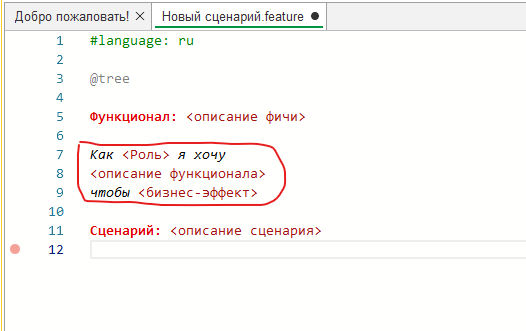 Добро пожаловать! ×
Новый сценарий.feature ●
1 #language: ru
2
3 @tree
4
5 Функционал: <описание фичи>
6
7 Как <Роль> я хочу
8 <описание функционала>
9 чтобы <бизнес-эффект>
10
11 Сценарий: <описание сценария>
12